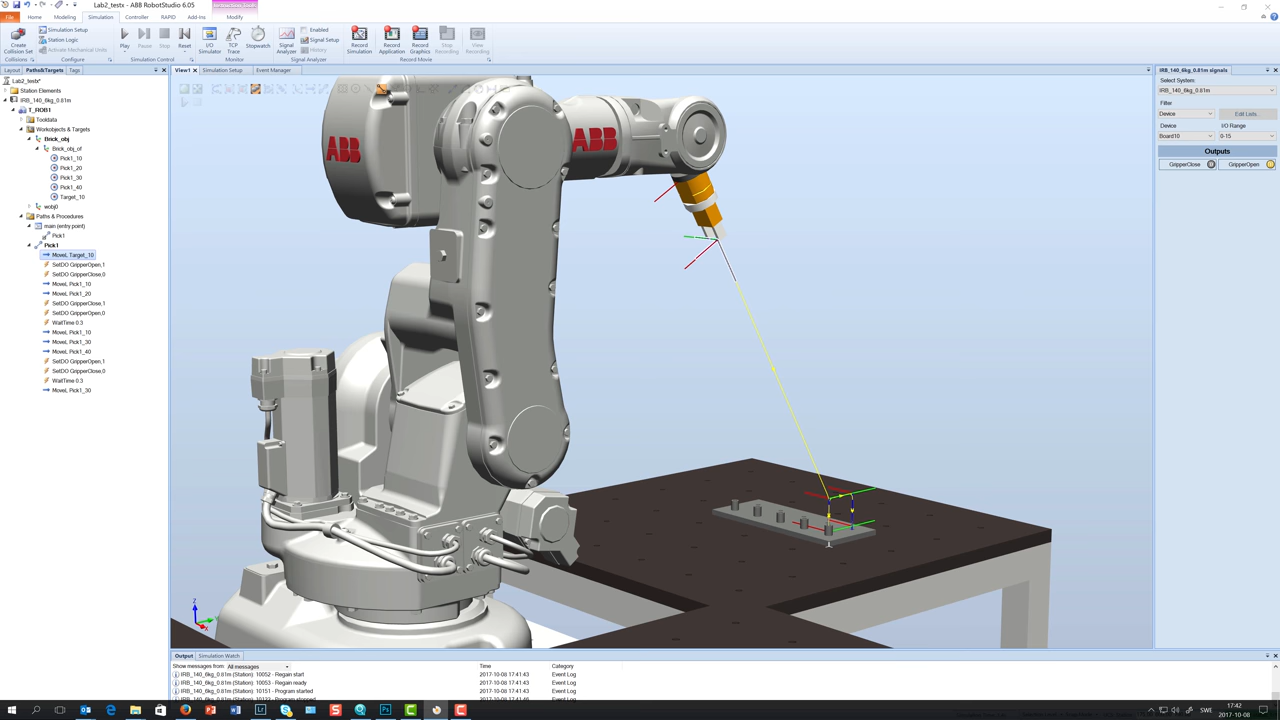 Lab2_testx - ABB RobotStudio 6.05
File Home Modeling Simulation Controller RAPID Add-Ins Modify
Create Collision Set
Simulation Setup
Station Logic
Activate Mechanical Units
Play Pause Stop Reset
I/O Simulator
TCP Trace
Stopwatch
Signal Analyzer
Enabled
Signal Setup
History
Record Simulation
Record Application
Record Graphics
Stop Recording
View Recording
Collisions Configure Simulation Control Monitor Signal Analyzer Record Movie
Layout Paths&Targets Tags
View1 Simulation Setup Event Manager
Lab2_testx*
Station Elements
IRB_140_6kg_0.81m
T_ROB1
Tooldata
Workobjects & Targets
Brick_obj
Brick_obj_of
Pick1_10
Pick1_20
Pick1_30
Pick1_40
Target_10
wobj0
Paths & Procedures
main (entry point)
Pick1
Pick1
MoveL Target_10
SetDO GripperOpen,1
SetDO GripperClose,0
MoveL Pick1_10
MoveL Pick1_20
SetDO GripperClose,1
SetDO GripperOpen,0
WaitTime 0.3
MoveL Pick1_10
MoveL Pick1_30
MoveL Pick1_40
SetDO GripperOpen,1
SetDO GripperClose,0
WaitTime 0.3
MoveL Pick1_30
ABB
ABB
Z
Y
X
IRB_140_6kg_0.81m signals
Select System
IRB_140_6kg_0.81m
Filter
Device
Edit Lists.
Device I/O Range
Board10 0-15
Outputs
GripperClose GripperOpen
Output Simulation Watch
Show messages from All messages Time Category
IRB_140_6kg_0.81m (Station): 10052 - Regain start 2017-10-08 17:41:43 Event Log
IRB_140_6kg_0.81m (Station): 10053 - Regain ready 2017-10-08 17:41:43 Event Log
IRB_140_6kg_0.81m (Station): 10151 - Program started 2017-10-08 17:41:43 Event Log
SWE
17:42
2017-10-08